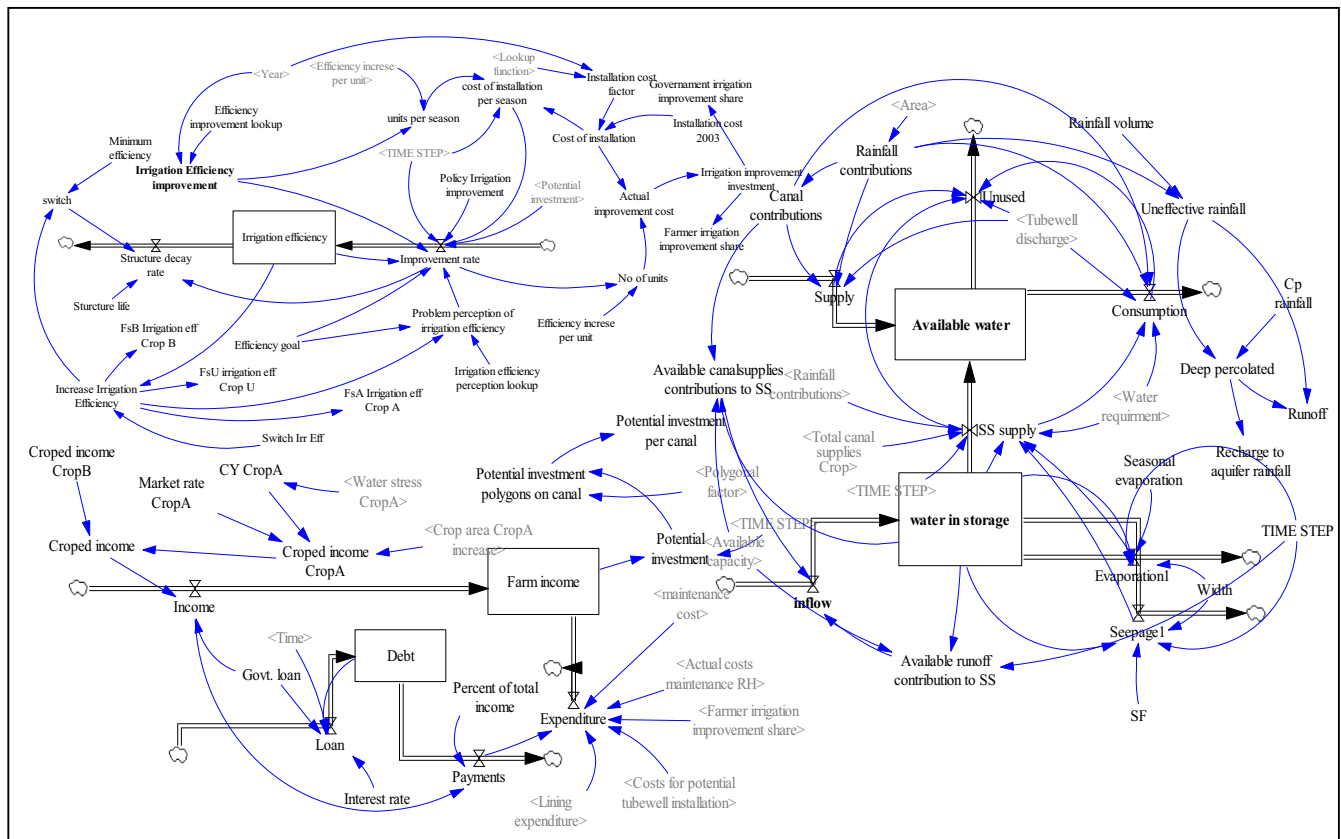 <Year>
<Efficiency increse
per unit>
<Lookup
function>
cost of installation
per season
Installation cost
factor
Governament irrigation
improvement share
Efficiency
improvement lookup
units per season
Installation cost
2003
Minimum
efficiency
<TIME STEP>
Cost of installation
Irrigation Efficiency
improvement
Policy Irrigation
improvement
<Potential
investment>
Irrigation improvement
investment
switch
Actual
improvement cost
Farmer irrigation
improvement share
Irrigation efficiency
Structure decay
rate
Improvement rate
No of units
Sturcture life
FsB Irrigation eff
Crop B
Problem perception of
irrigation efficiency
Efficiency increse
per unit
Efficiency goal
FsU irrigation eff
Crop U
Increase Irrigation
Efficiency
FsA Irrigation eff
Crop A
Irrigation efficiency
perception lookup
Switch Irr Eff
<Area>
Rainfall volume
Rainfall
contributions
Canal
contributions
Unused
Uneffective rainfall
<Tubewell
discharge>
Supply
Consumption
Cp
rainfall
Available water
Available canalsupplies
contributions to SS
<Rainfall
contributions>
Deep percolated
<Water
requirment>
Runoff
SS supply
<Total canal
supplies
Crop>
Recharge to
aquifer rainfall
Seasonal
evaporation
<TIME STEP>
water in storage
TIME STEP
Evaporation1
Width
inflow
Seepage1
Available runoff
contribution to SS
SF
Croped income
CropB
CY CropA
Market rate
CropA
<Water stress
CropA>
Potential investment
per canal
Potential investment
polygons on canal
<Polygonal
factor>
Croped income
Croped income
CropA
<Crop area CropA
increase>
<TIME STEP>
Potential
investment
<Available
capacity>
Farm income
Income
<maintenance
cost>
<Time>
Debt
Govt. loan
Percent of total
income
<Actual costs
maintenance RH>
Expenditure
<Farmer irrigation
improvement share>
Loan
Payments
Interest rate
<Lining
expenditure>
<Costs for potential
tubewell installation>